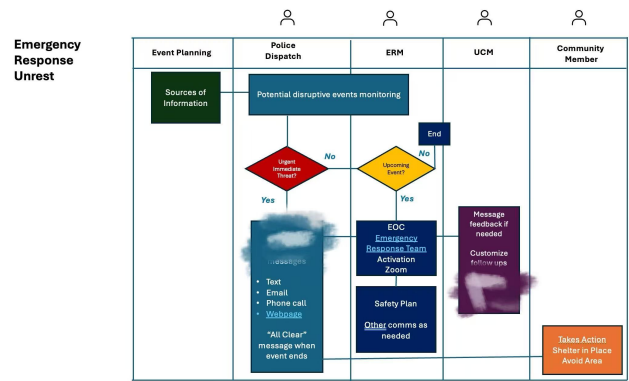 Emergency
Response
Unrest
Event Planning
Police
Dispatch
ERM
UCM
Community
Member
Sources of
Information
Potential disruptive events monitoring
End
Urgent
Immediate
Threat?
No
Upcoming
Event?
No
Yes
Yes
messages
• Text
• Email
• Phone call
• Webpage
"All Clear"
message when
event ends
EOC
Emergency
Response Team
Activation
Zoom
Safety Plan
Other comms as
needed
Message
feedback if
needed
Customize
follow ups
Takes Action
Shelter in Place
Avoid Area